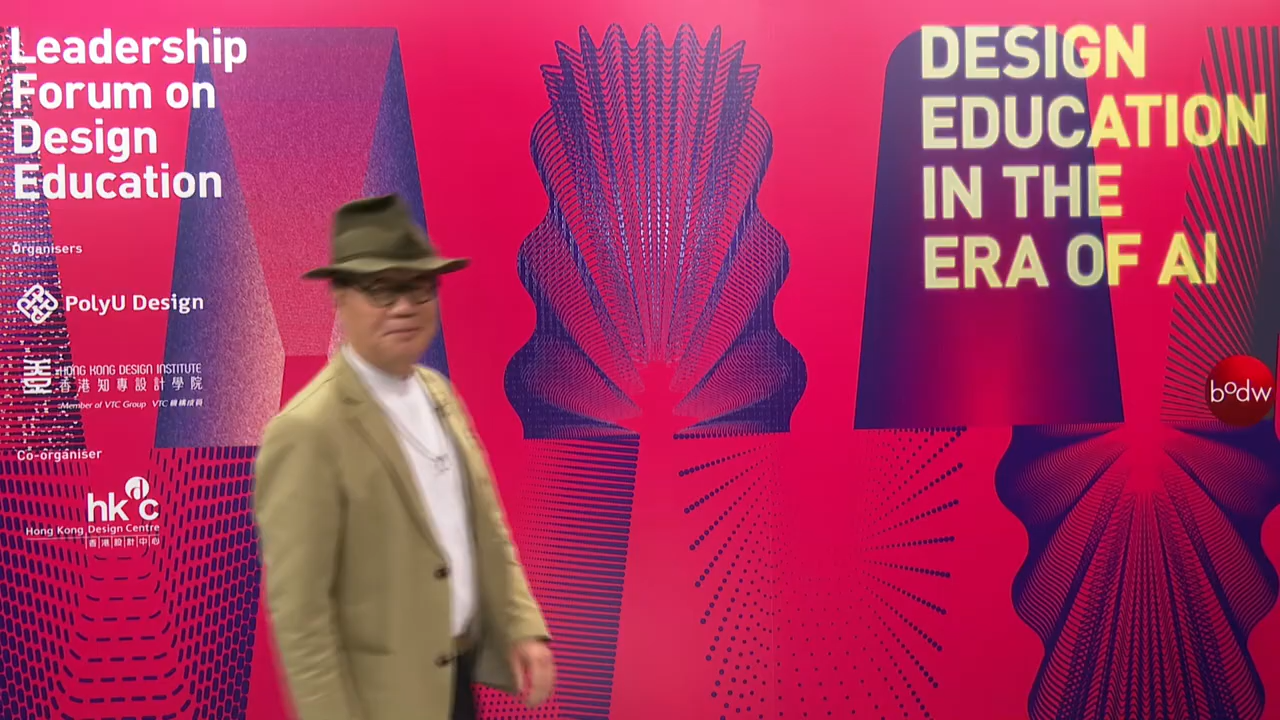 Leadership
Forum on
Design
Education
Organisers
PolyU Design
HONG KONG DESIGN INSTITUTE
香港知專設計學院
Member of VTC Group VTC 機構成員
Co-organiser
hkdc
Hong Kong Design Centre
香港設計中心
DESIGN
EDUCATION
IN THE
ERA OF AI
bodw